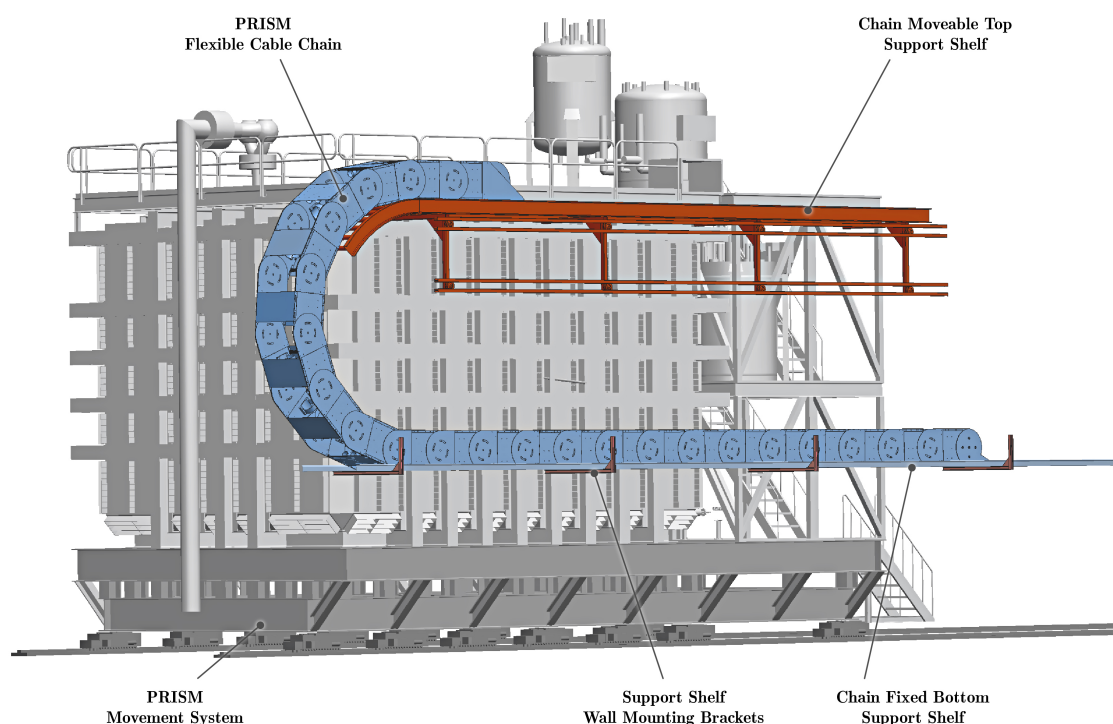 PRISM
Flexible Cable Chain
Chain Moveable Top
Support Shelf
PRISM
Movement System
Support Shelf
Wall Mounting Brackets
Chain Fixed Bottom
Support Shelf